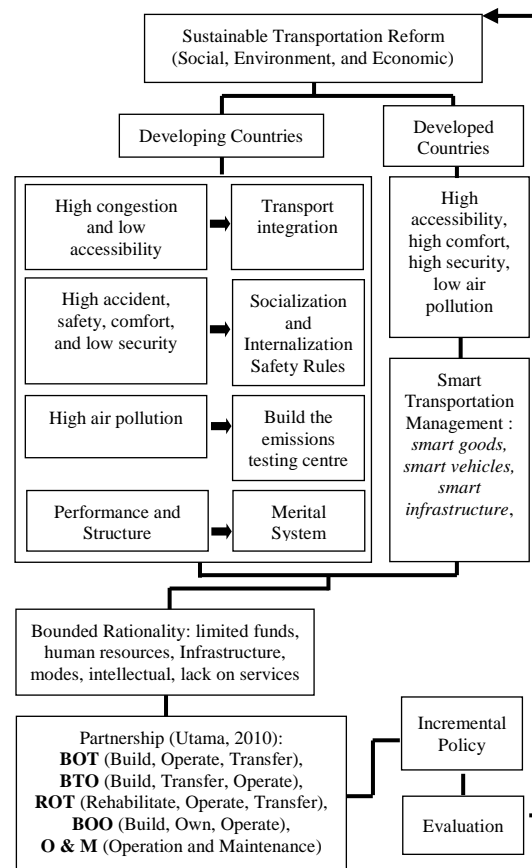 Sustainable Transportation Reform
(Social, Environment, and Economic)
Developing Countries
Developed
Countries
High congestion
and low
accessibility
Transport
integration
High accident,
safety, comfort,
and low security
Socialization
and
Internalization
Safety Rules
High air pollution
Build the
emissions
testing centre
Performance and
Structure
Merital
System
High
accessibility,
high comfort,
high security,
low air
pollution
Smart
Transportation
Management :
smart goods,
smart vehicles,
smart
infrastructure,
Bounded Rationality: limited funds,
human resources, Infrastructure,
modes, intellectual, lack on services
Partnership (Utama, 2010):
BOT (Build, Operate, Transfer),
BTO (Build, Transfer, Operate),
ROT (Rehabilitate, Operate, Transfer),
BOO (Build, Own, Operate),
O & M (Operation and Maintenance)
Incremental
Policy
Evaluation